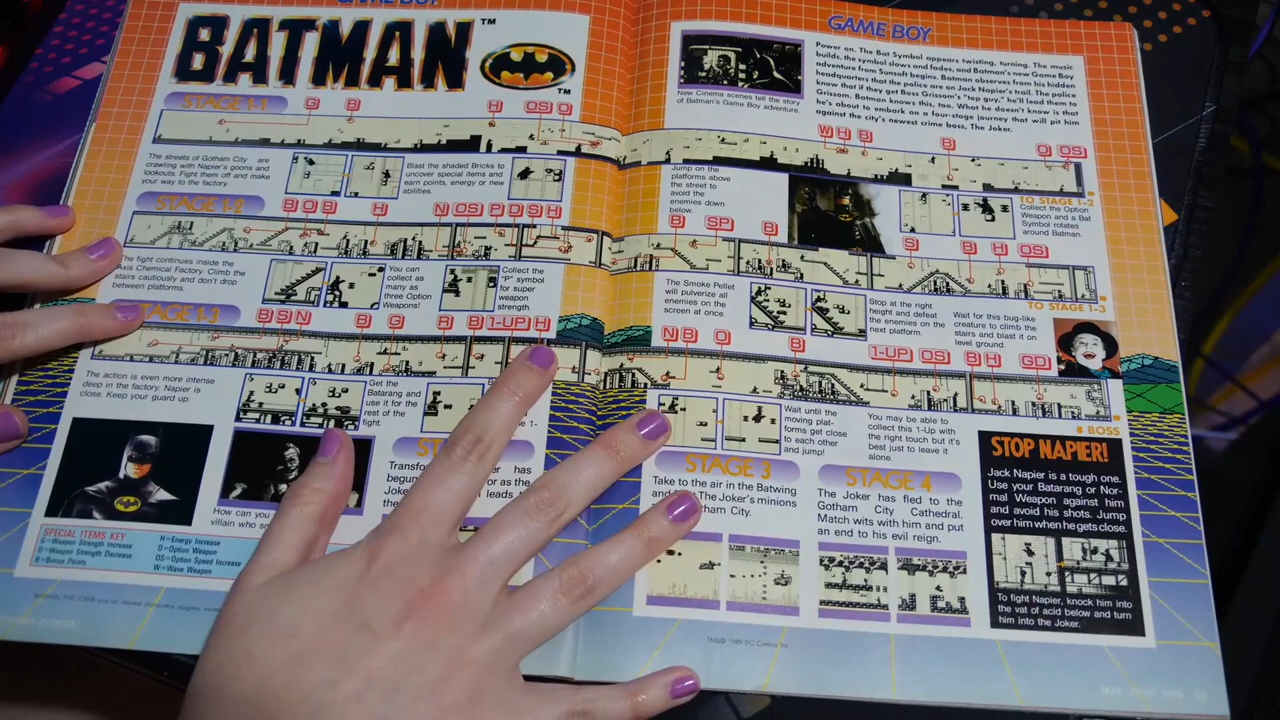 GAME BOY
BATMAN™
TM
STAGE 1-1
G
B
H
OS
O
The streets of Gotham City are
crawling with Napier's goons and
lookouts. Fight them off and make
your way to the factory.
Blast the shaded Bricks to
uncover special items and
earn points, energy or new
abilities.
STAGE 1-2
B O B
H
N OS P D S H
The fight continues inside the
Axis Chemical Factory. Climb the
stairs cautiously and don't drop
between platforms.
You can
collect as
many as
three Option
Weapons!
Collect the
"P" symbol
for super
weapon
strength.
STAGE 1-3
B S N
B
G
R B 1-UP H
The action is even more intense
deep in the factory. Napier is
close. Keep your guard up.
Get the
Batarang and
use it for the
rest of the
fight.
How can you
villain who
SPECIAL ITEMS KEY
G=Weapon Strength Increase
D=Weapon Strength Decrease
B=Bonus Points
H=Energy Increase
O=Option Weapon
OS=Option Speed Increase
W=Wave Weapon
GAME BOY
New Cinema scenes tell the story
of Batman's Game Boy adventure.
Power on. The Bat Symbol appears twisting, turning. The music
builds, the symbol slows and fades, and Batman's new Game Boy
adventure from Sunsoft begins. Batman observes from his hidden
headquarters that the police are on Jack Napier's trail. The police
know that if they get Boss Grissom's "top guy," he'll lead them to
Grissom. Batman knows this, too. What he doesn't know is that
he's about to embark on a four-stage journey that will pit him
against the city's newest crime boss, The Joker.
W H B
B
O OS
TO STAGE 1-2
Jump on the
platforms above
the street to
avoid the
enemies down
below.
Collect the Option
Weapon and a Bat
Symbol rotates
around Batman.
B
SP
B
S
B H OS
TO STAGE 1-3
The Smoke Pellet
will pulverize all
enemies on the
screen at once.
Stop at the right
height and defeat
the enemies on the
next platform.
Wait for this bug-like
creature to climb the
stairs and blast it on
level ground.
N B O
B
1-UP OS
B H
GD
BOSS
Wait until the
moving plat-
forms get close
to each other
and jump!
You may be able to
collect this 1-Up with
the right touch but it's
best just to leave it
alone.
STAGE 3
Take to the air in the Batwing
The Joker's minions
City.
STAGE 4
The Joker has fled to the
Gotham City Cathedral.
Match wits with him and put
an end to his evil reign.
STOP NAPIER!
Jack Napier is a tough one.
Use your Batarang or Nor-
mal Weapon against him
and avoid his shots. Jump
over him when he gets close.
To fight Napier, knock him into
the vat of acid below and turn
him into the Joker.
TM&© 1989 DC Comics Inc